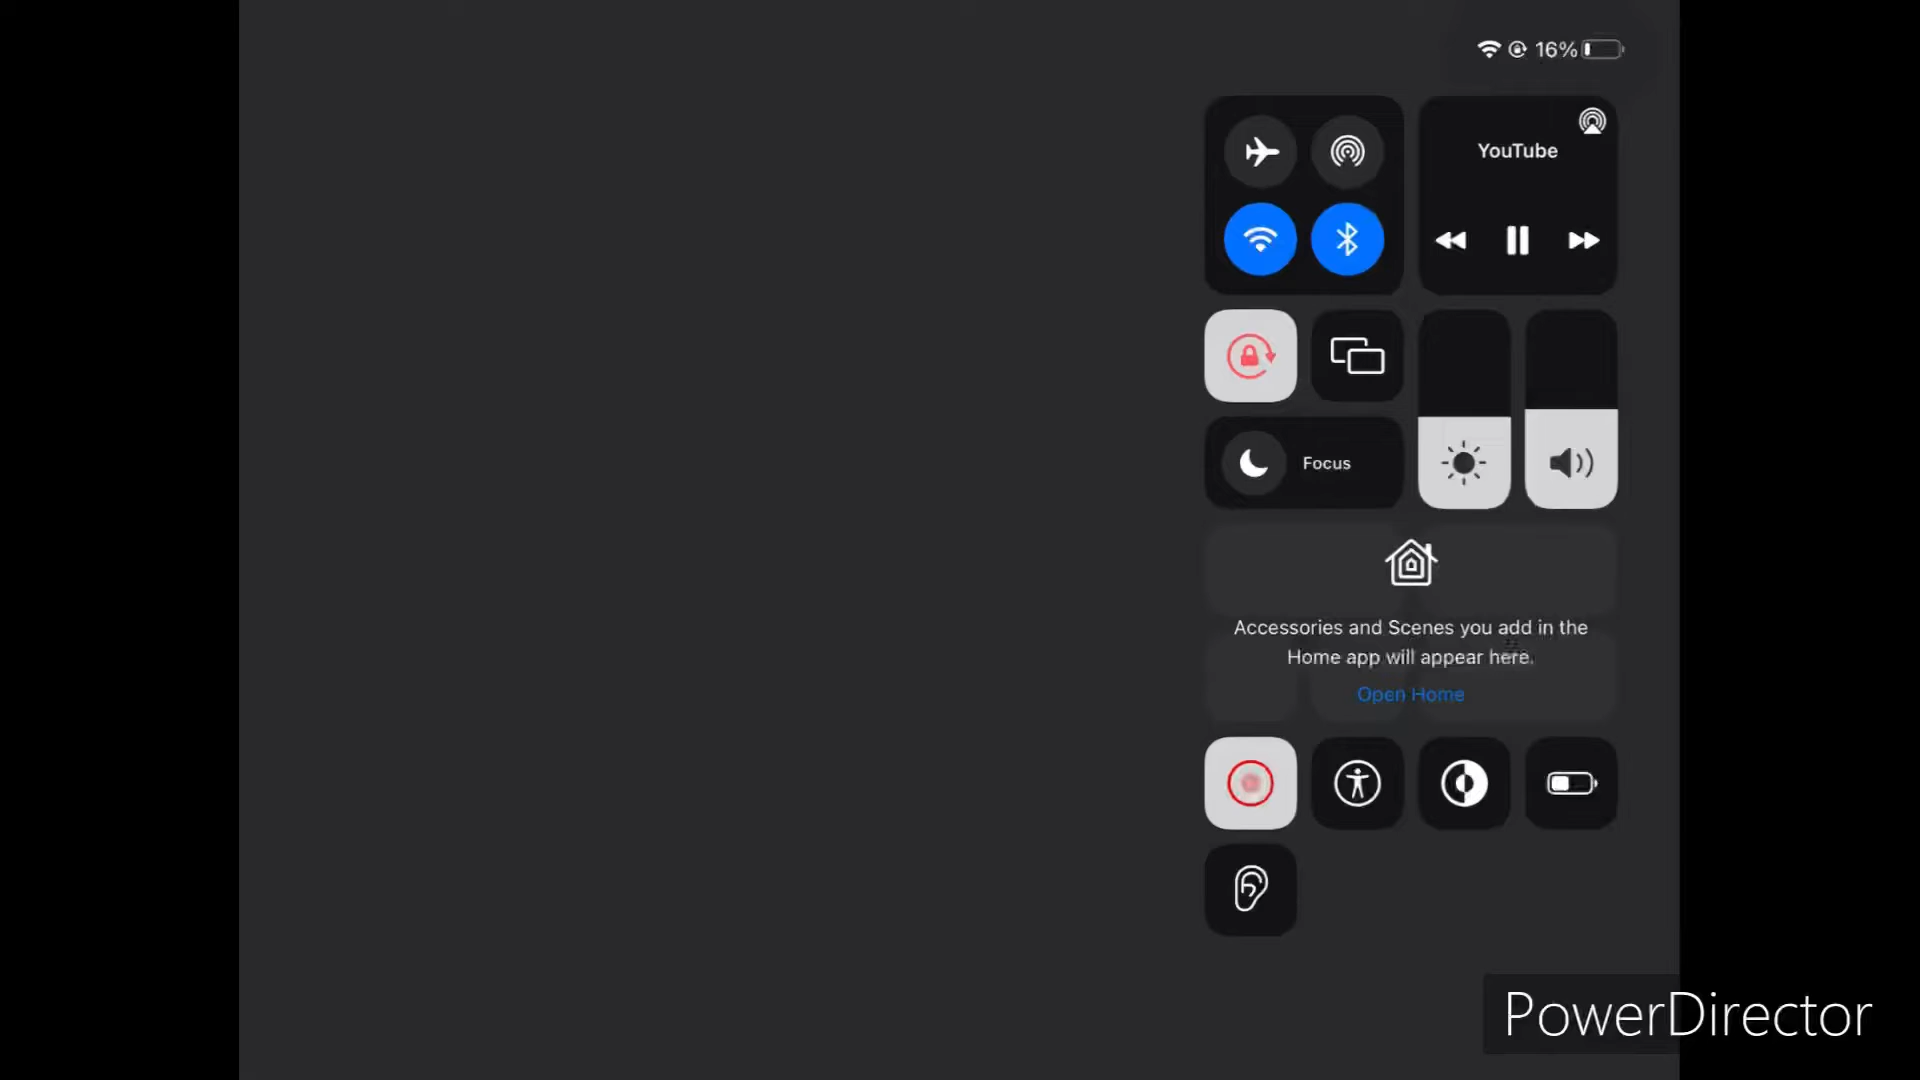 16%
YouTube
Focus
Accessories and Scenes you add in the
Home app will appear here.
Open Home
PowerDirector